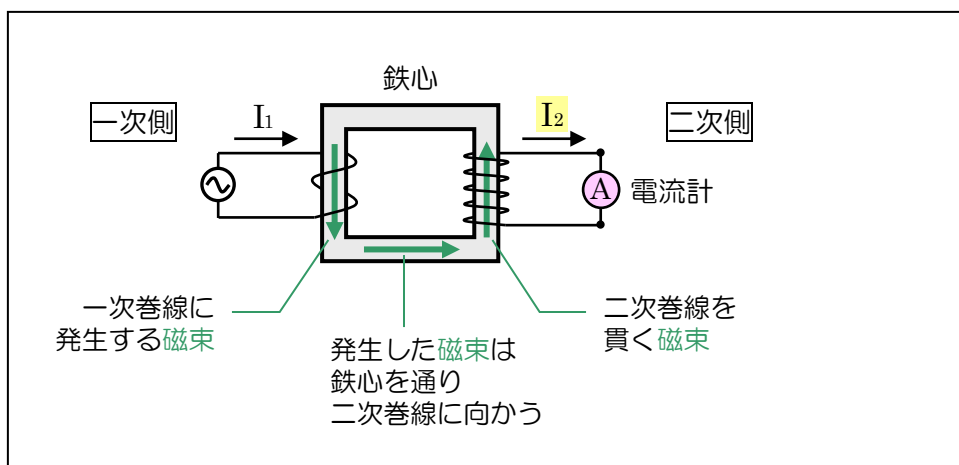 鉄心
一次側
I₁
I₂
二次側
A
電流計
一次巻線に
発生する磁束
発生した磁束は
鉄心を通り
二次巻線に向かう
二次巻線を
貫く磁束